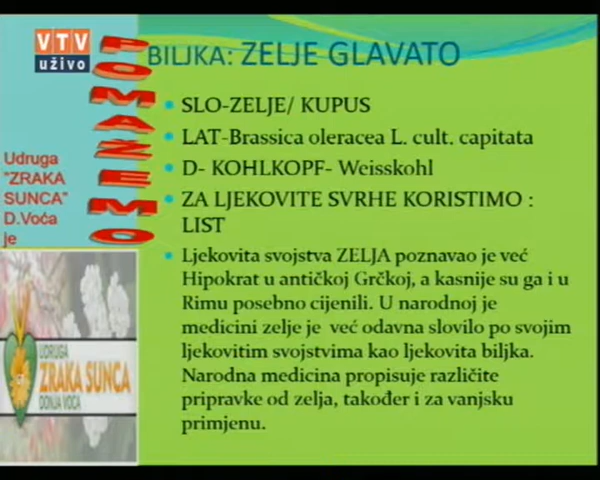 VTV
uživo
POMAŽEMO
Udruga
"ZRAKA
SUNCA"
D.Voća
je
UDRUGA
ZRAKA SUNCA
DONJA VOĆA
BILJKA: ZELJE GLAVATO
SLO-ZELJE/ KUPUS
LAT-Brassica oleracea L. cult. capitata
D- KOHLKOPF- Weisskohl
ZA LJEKOVITE SVRHE KORISTIMO :
LIST
Ljekovita svojstva ZELJA poznavao je već
Hipokrat u antičkoj Grčkoj, a kasnije su ga i u
Rimu posebno cijenili. U narodnoj je
medicini zelje je već odavna slovilo po svojim
ljekovitim svojstvima kao ljekovita biljka.
Narodna medicina propisuje različite
pripravke od zelja, također i za vanjsku
primjenu.